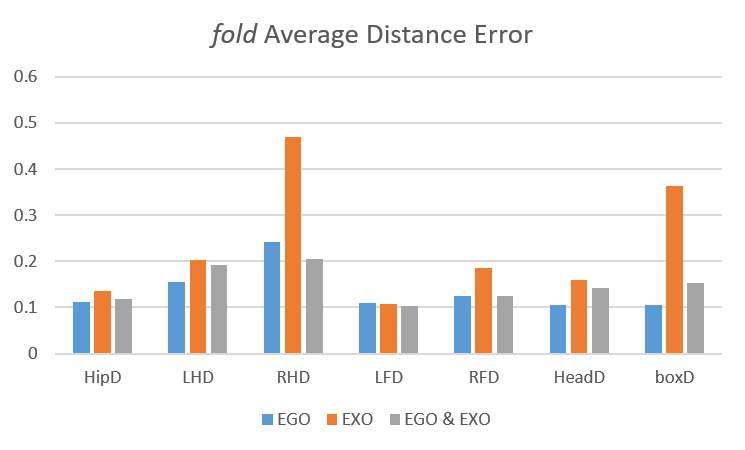 fold Average Distance Error
0.6
0.5
0.4
0.3
0.2
0.1
0
HipD LHD RHD LFD RFD HeadD boxD
EGO EXO EGO & EXO